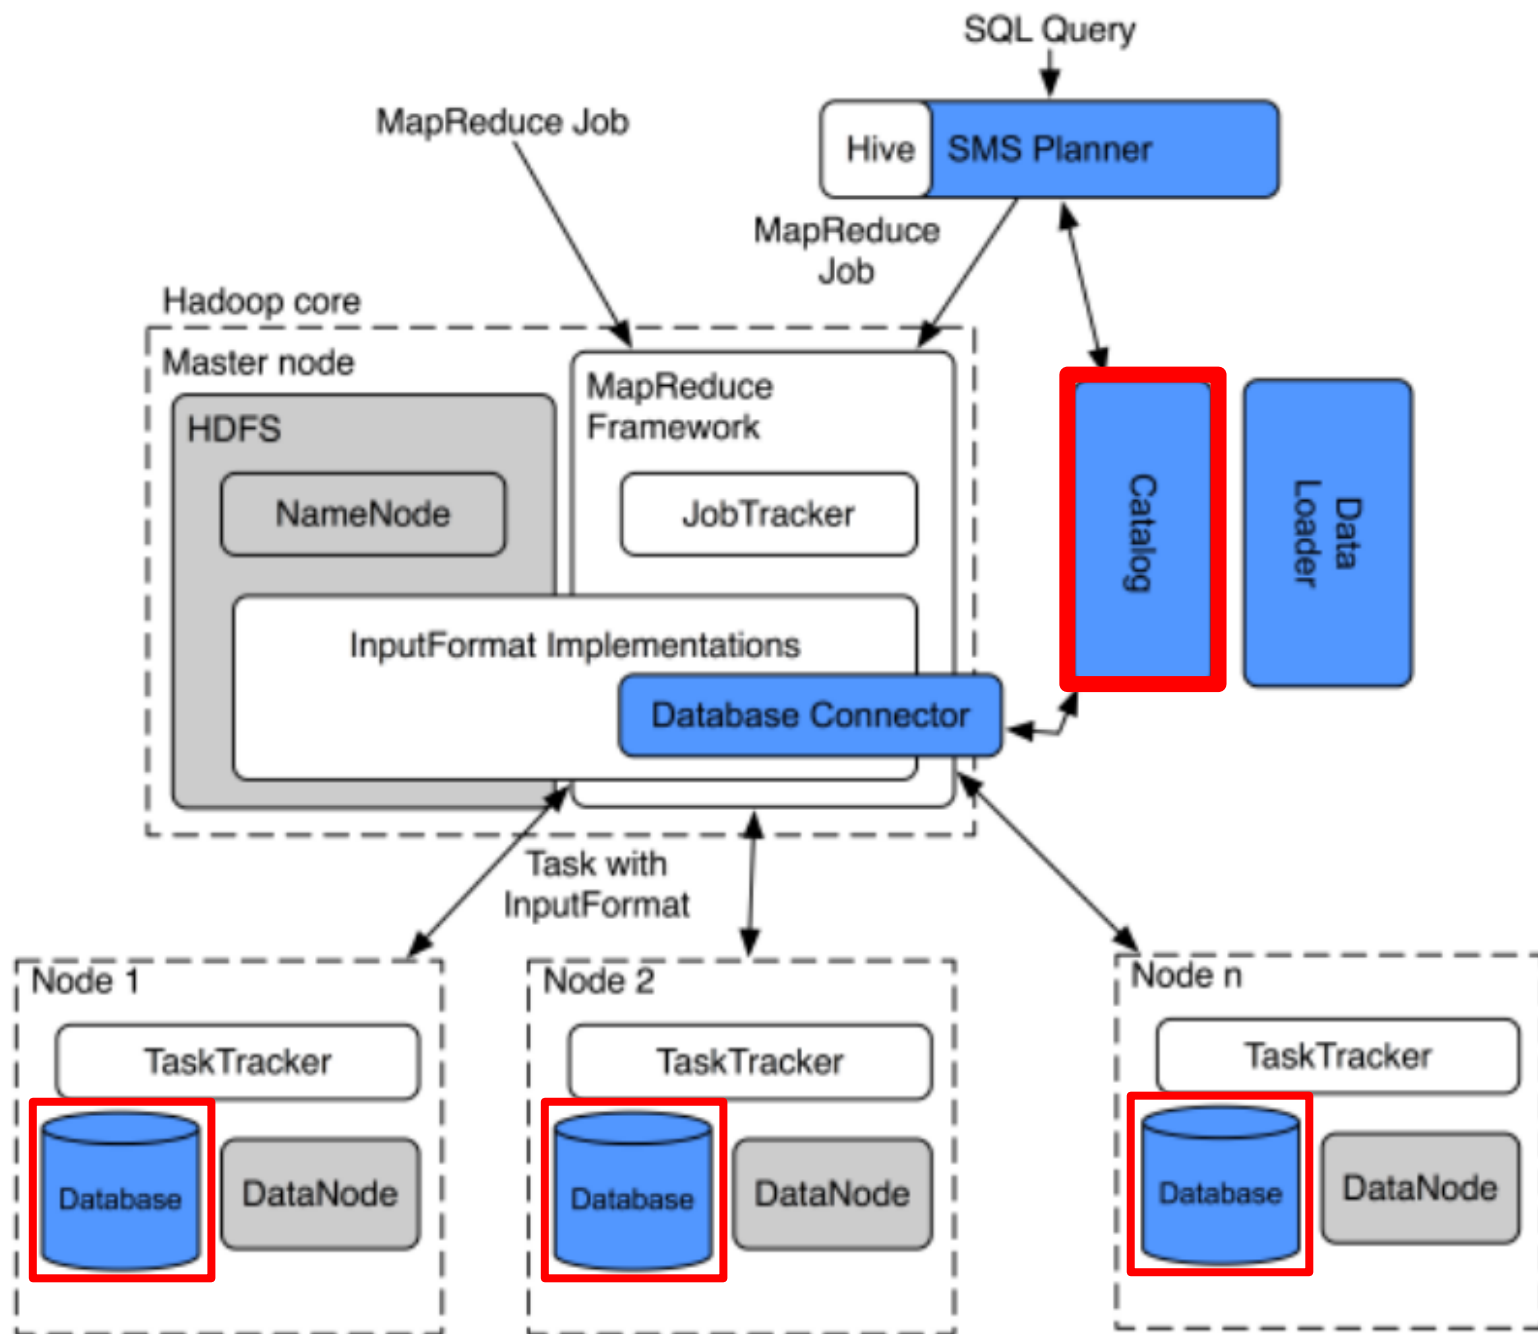 SQL Query
MapReduce Job
Hive
SMS Planner
MapReduce
Job
Hadoop core
Master node
HDFS
MapReduce
Framework
NameNode
JobTracker
Catalog
Data
Loader
InputFormat Implementations
Database Connector
Task with
InputFormat
Node 1
TaskTracker
Database
DataNode
Node 2
TaskTracker
Database
DataNode
Node n
TaskTracker
Database
DataNode